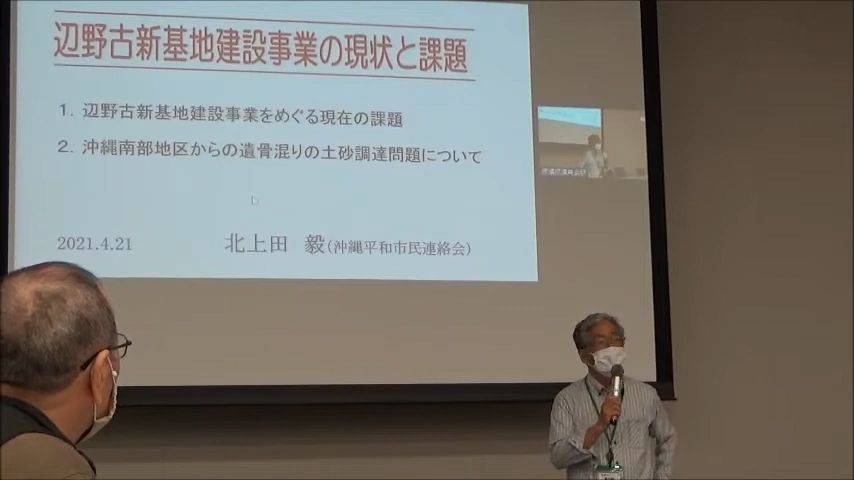 辺野古新基地建設事業の現状と課題
1. 辺野古新基地建設事業をめぐる現在の課題
2. 沖縄南部地区からの遺骨混りの土砂調達問題について
2021.4.21 北上田 毅(沖縄平和市民連絡会)